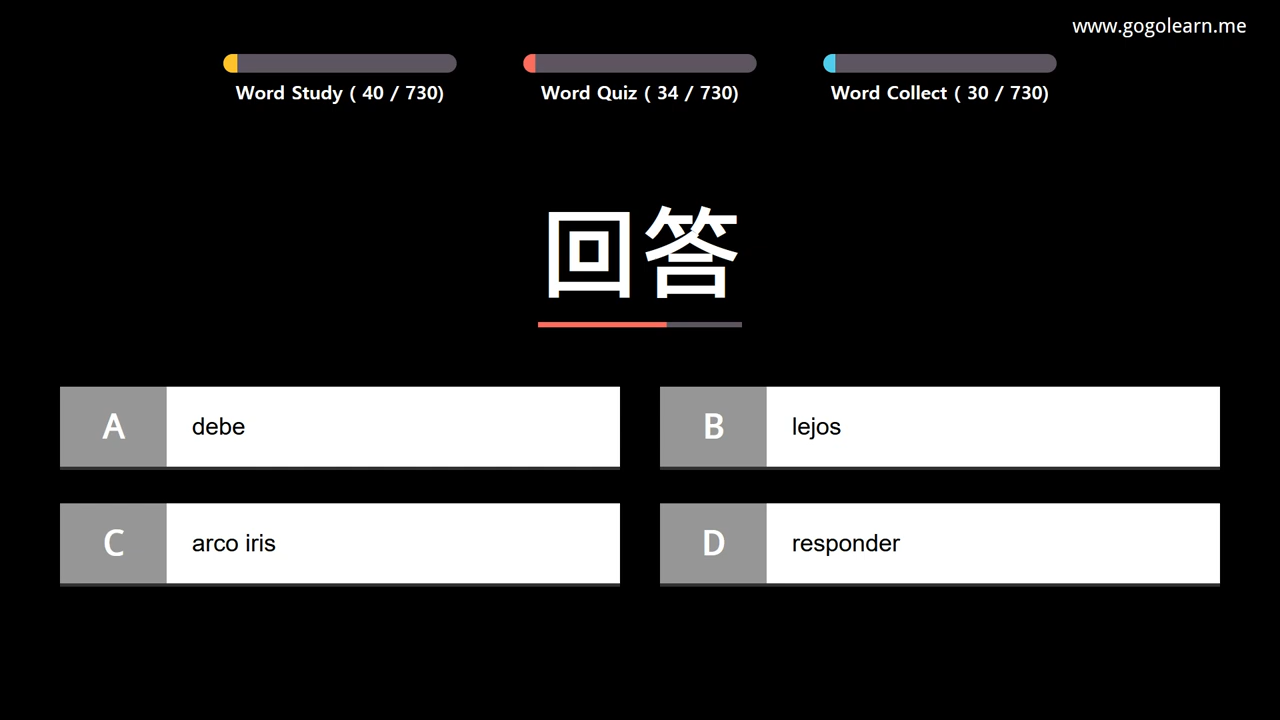 www.gogolearn.me
Word Study ( 40 / 730)
Word Quiz ( 34 / 730)
Word Collect ( 30 / 730)
回答
A debe
B lejos
C arco iris
D responder